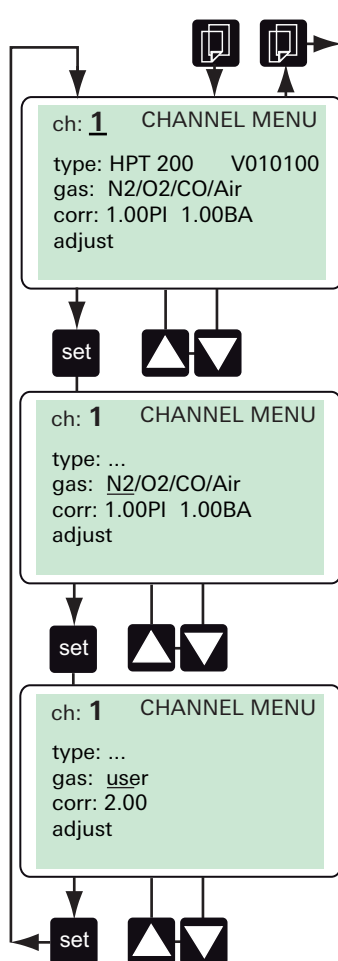 ch: 1 CHANNEL MENU
type: HPT 200 V010100
gas: N2/O2/CO/Air
corr: 1.00PI 1.00BA
adjust
set
ch: 1 CHANNEL MENU
type: ...
gas: N2/O2/CO/Air
corr: 1.00PI 1.00BA
adjust
set
ch: 1 CHANNEL MENU
type: ...
gas: user
corr: 2.00
adjust
set